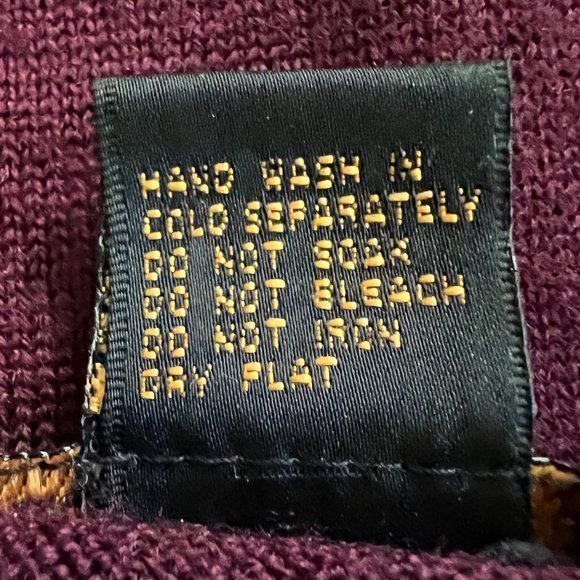 HAND WASH IN
COLD SEPARATELY
DO NOT SOAK
DO NOT BLEACH
DO NOT IRON
DRY FLAT